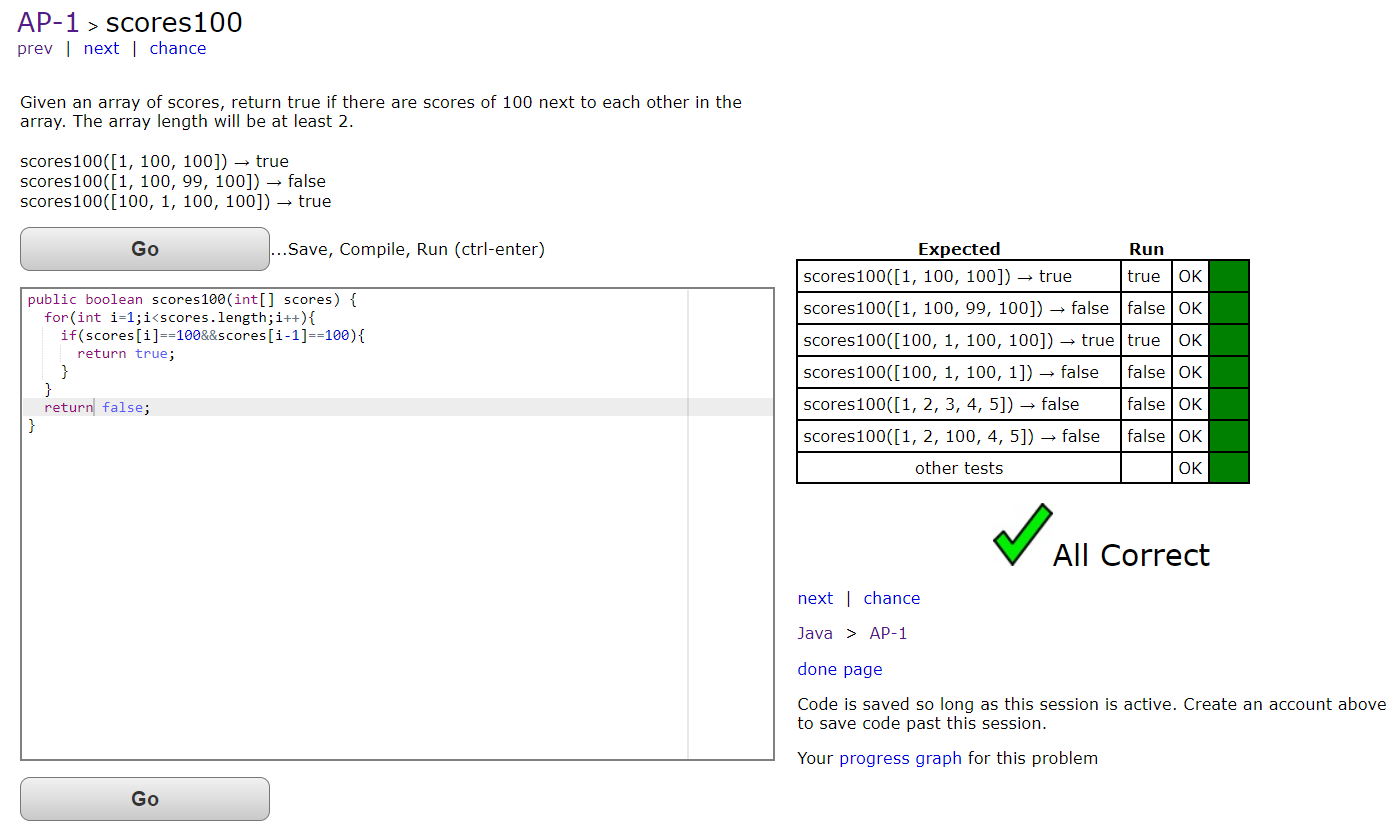 AP-1 > scores100
prev | next | chance
Given an array of scores, return true if there are scores of 100 next to each other in the
array. The array length will be at least 2.
scores100([1, 100, 100]) → true
scores100([1, 100, 99, 100]) → false
scores100([100, 1, 100, 100]) → true
Go ...Save, Compile, Run (ctrl-enter)
public boolean scores100(int[] scores) {
  for(int i=1;i<scores.length;i++){
    if(scores[i]==100&&scores[i-1]==100){
      return true;
    }
  }
  return false;
}
Go
Expected Run
scores100([1, 100, 100]) → true true OK
scores100([1, 100, 99, 100]) → false false OK
scores100([100, 1, 100, 100]) → true true OK
scores100([100, 1, 100, 1]) → false false OK
scores100([1, 2, 3, 4, 5]) → false false OK
scores100([1, 2, 100, 4, 5]) → false false OK
other tests OK
All Correct
next | chance
Java > AP-1
done page
Code is saved so long as this session is active. Create an account above
to save code past this session.
Your progress graph for this problem